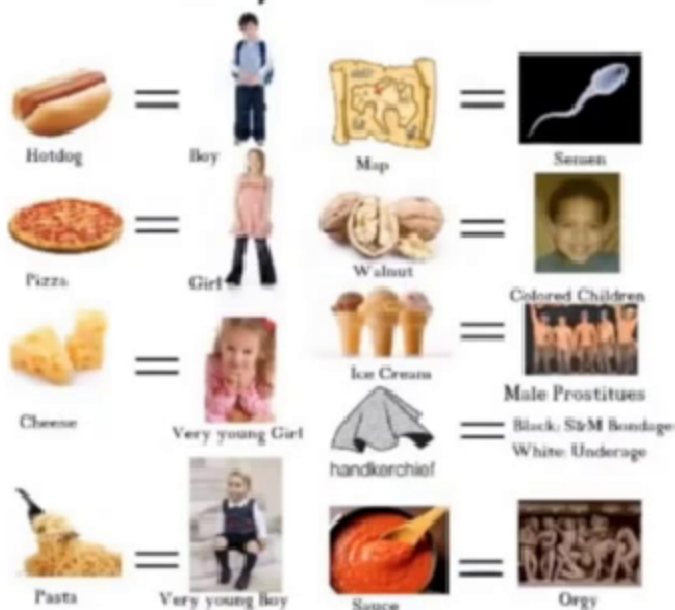 Hotdog
Boy
Map
Semen
Pizza
Girl
Walnut
Colored Children
Cheese
Very young Girl
Ice Cream
Male Prostitues
handkerchief
Black: S&M Bondage
White: Underage
Pasta
Very young Boy
Sauce
Orgy